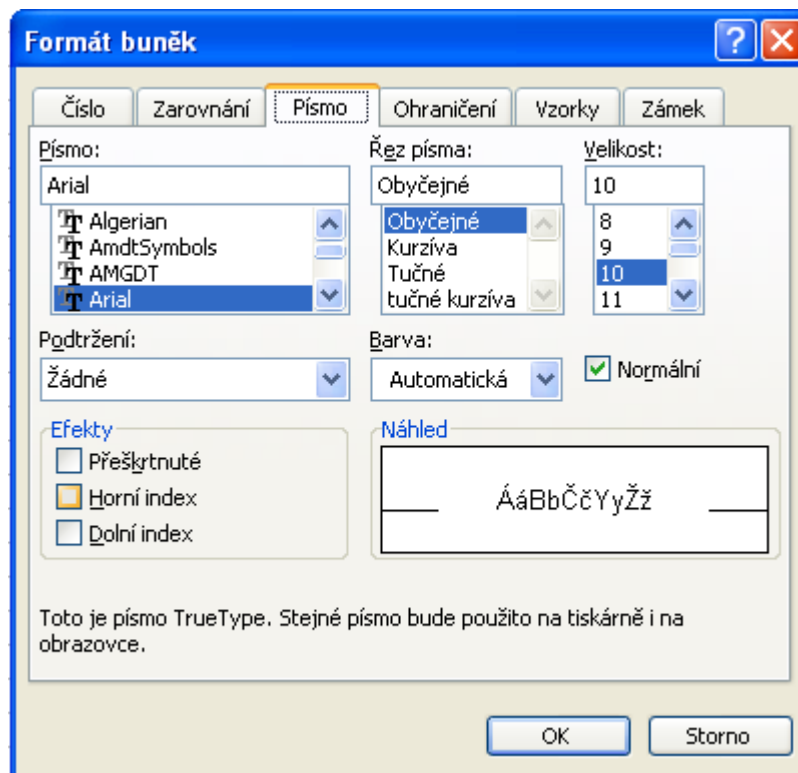 Formát buněk
Číslo Zarovnání Písmo Ohraničení Vzorky Zámek
Písmo: Řez písma: Velikost:
Arial Obyčejné 10
Algerian Obyčejné 8
AmdtSymbols Kurzíva 9
AMGDT Tučné 10
Arial tučné kurzíva 11
Podtržení: Barva:
Žádné Automatická Normální
Efekty Náhled
Přeškrtnuté
Horní index ÁáBbČčYyŽž
Dolní index
Toto je písmo TrueType. Stejné písmo bude použito na tiskárně i na
obrazovce.
OK Storno